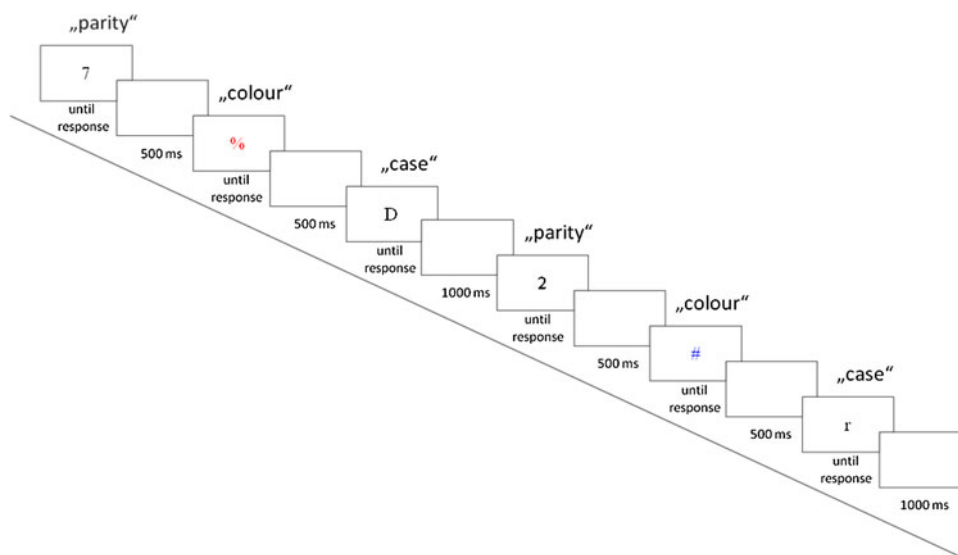 „parity“
7
until
response
500 ms
„colour“
%
until
response
500 ms
„case“
D
until
response
1000 ms
„parity“
2
until
response
500 ms
„colour“
#
until
response
500 ms
„case“
r
until
response
1000 ms